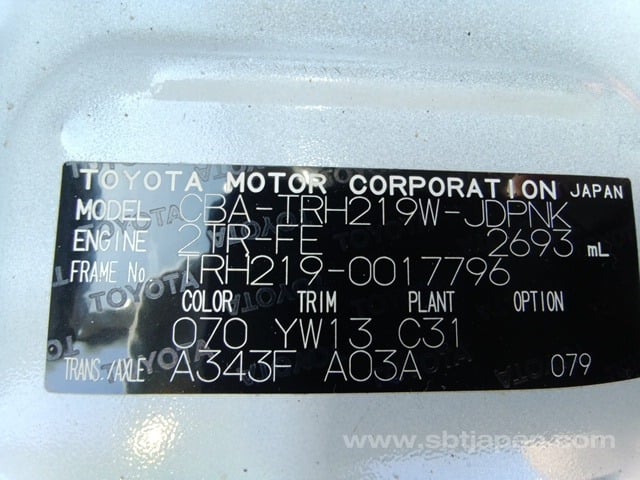 TOYOTA MOTOR CORPORATION JAPAN
MODEL CBA-TRH219W-JDPNK
ENGINE 2TR-FE 2693 mL
FRAME No. TRH219-0017796
COLOR TRIM PLANT OPTION
070 YW13 C31
TRANS./AXLE A343F A03A 079
www.sbtjapan.com